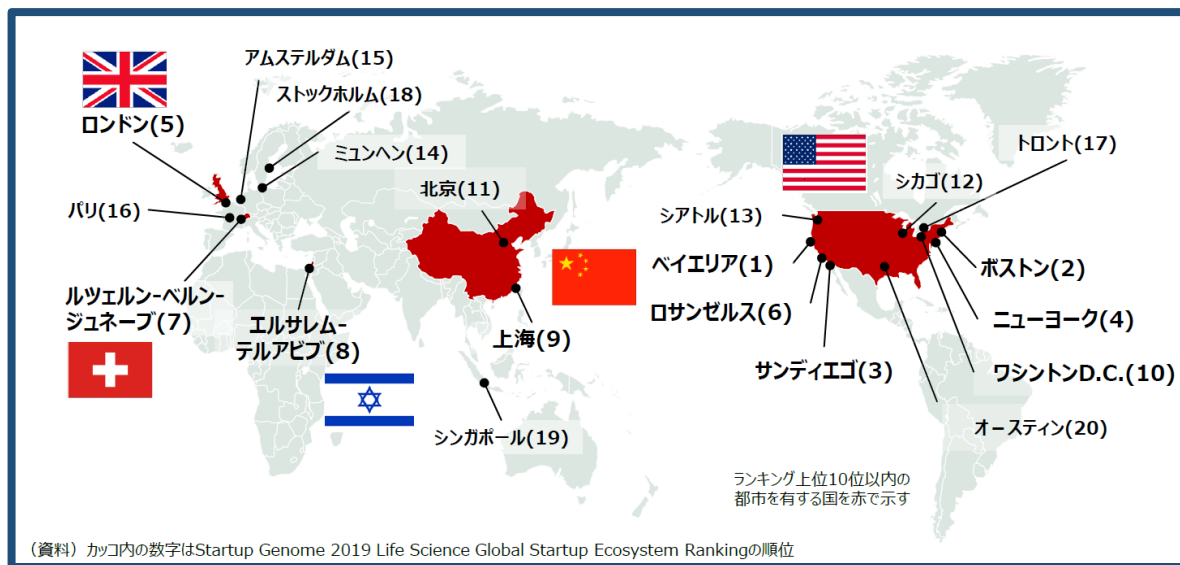 アムステルダム(15)
ストックホルム(18)
ロンドン(5)
ミュンヘン(14)
北京(11)
パリ(16)
ルツェルン-ベルン-
ジュネーブ(7)
エルサレム-
テルアビブ(8)
上海(9)
シンガポール(19)
トロント(17)
シカゴ(12)
シアトル(13)
ベイエリア(1)
ボストン(2)
ロサンゼルス(6)
ニューヨーク(4)
サンディエゴ(3)
ワシントンD.C.(10)
オースティン(20)
ランキング上位10位以内の
都市を有する国を赤で示す
（資料）カッコ内の数字はStartup Genome 2019 Life Science Global Startup Ecosystem Rankingの順位